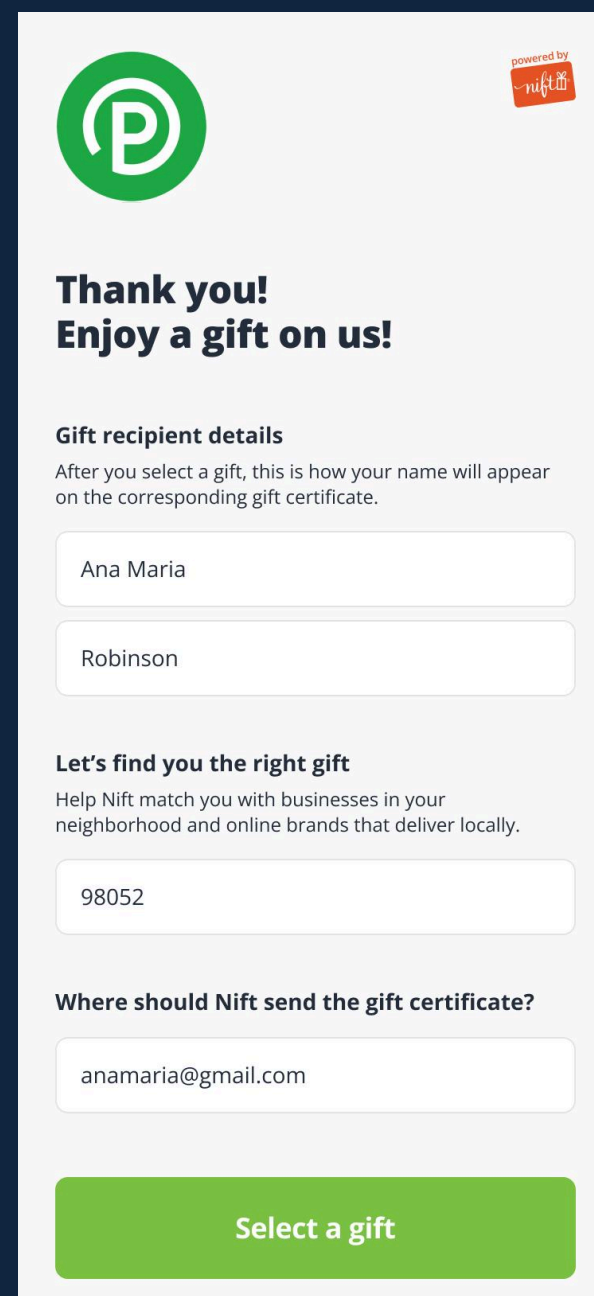 P
powered by
nift
Thank you!
Enjoy a gift on us!
Gift recipient details
After you select a gift, this is how your name will appear
on the corresponding gift certificate.
Ana Maria
Robinson
Let's find you the right gift
Help Nift match you with businesses in your
neighborhood and online brands that deliver locally.
98052
Where should Nift send the gift certificate?
anamaria@gmail.com
Select a gift